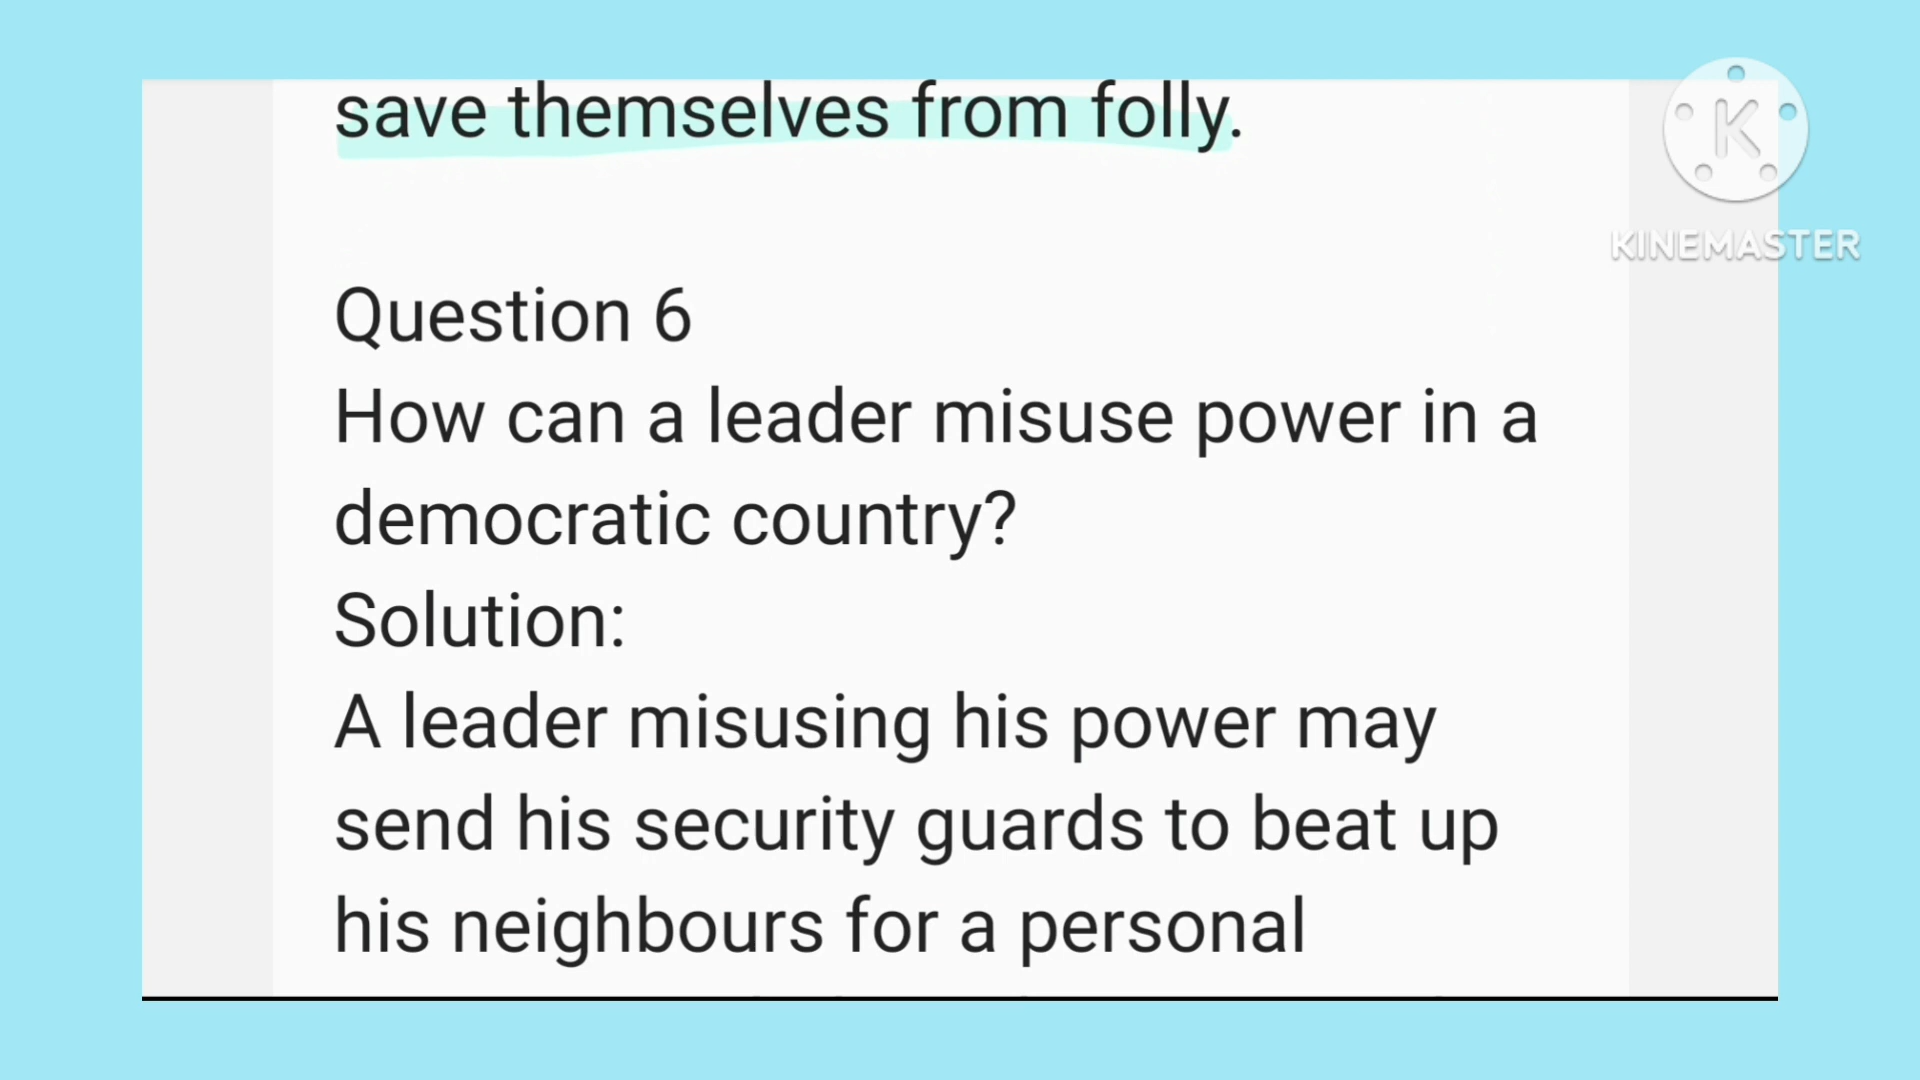 save themselves from folly.
K
KINEMASTER
Question 6
How can a leader misuse power in a
democratic country?
Solution:
A leader misusing his power may
send his security guards to beat up
his neighbours for a personal